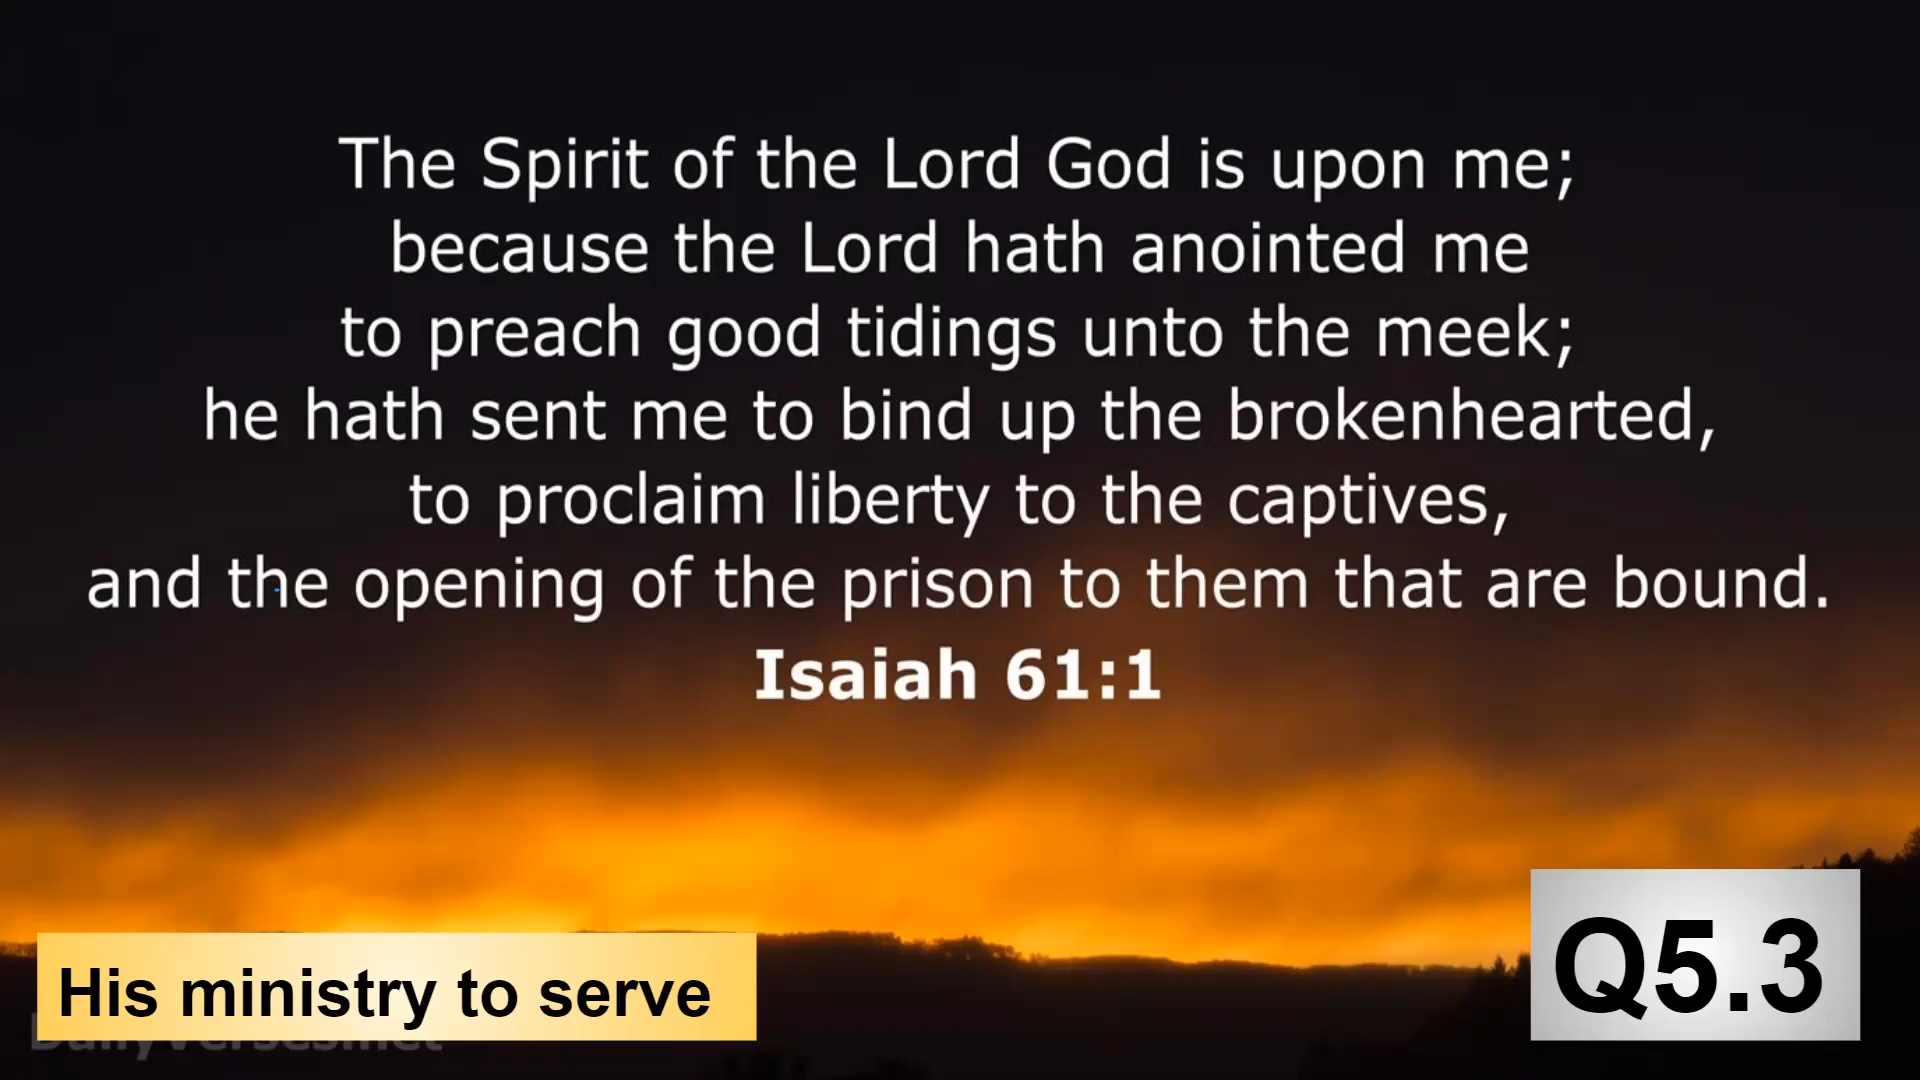 The Spirit of the Lord God is upon me;
because the Lord hath anointed me
to preach good tidings unto the meek;
he hath sent me to bind up the brokenhearted,
to proclaim liberty to the captives,
and the opening of the prison to them that are bound.
Isaiah 61:1
His ministry to serve
Q5.3
DailyVerses.net